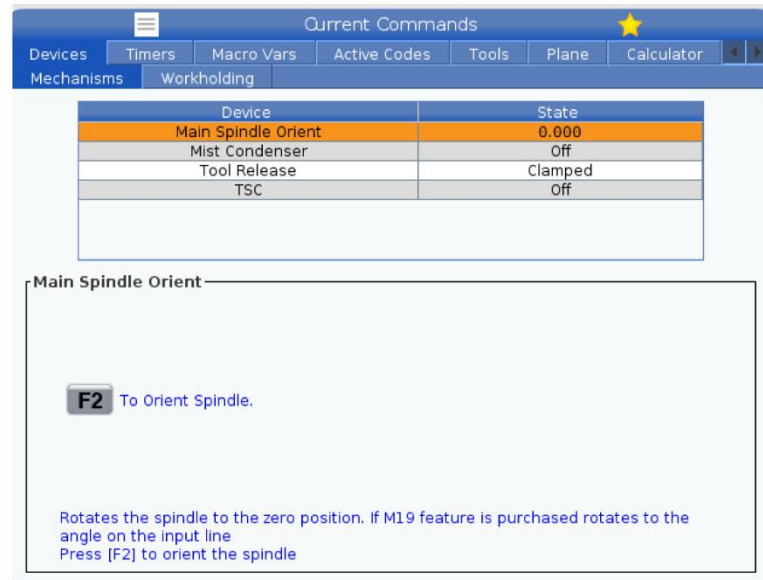 Current Commands
Devices Timers Macro Vars Active Codes Tools Plane Calculator
Mechanisms Workholding
Device State
Main Spindle Orient 0.000
Mist Condenser Off
Tool Release Clamped
TSC Off
Main Spindle Orient
F2 To Orient Spindle.
Rotates the spindle to the zero position. If M19 feature is purchased rotates to the
angle on the input line
Press [F2] to orient the spindle